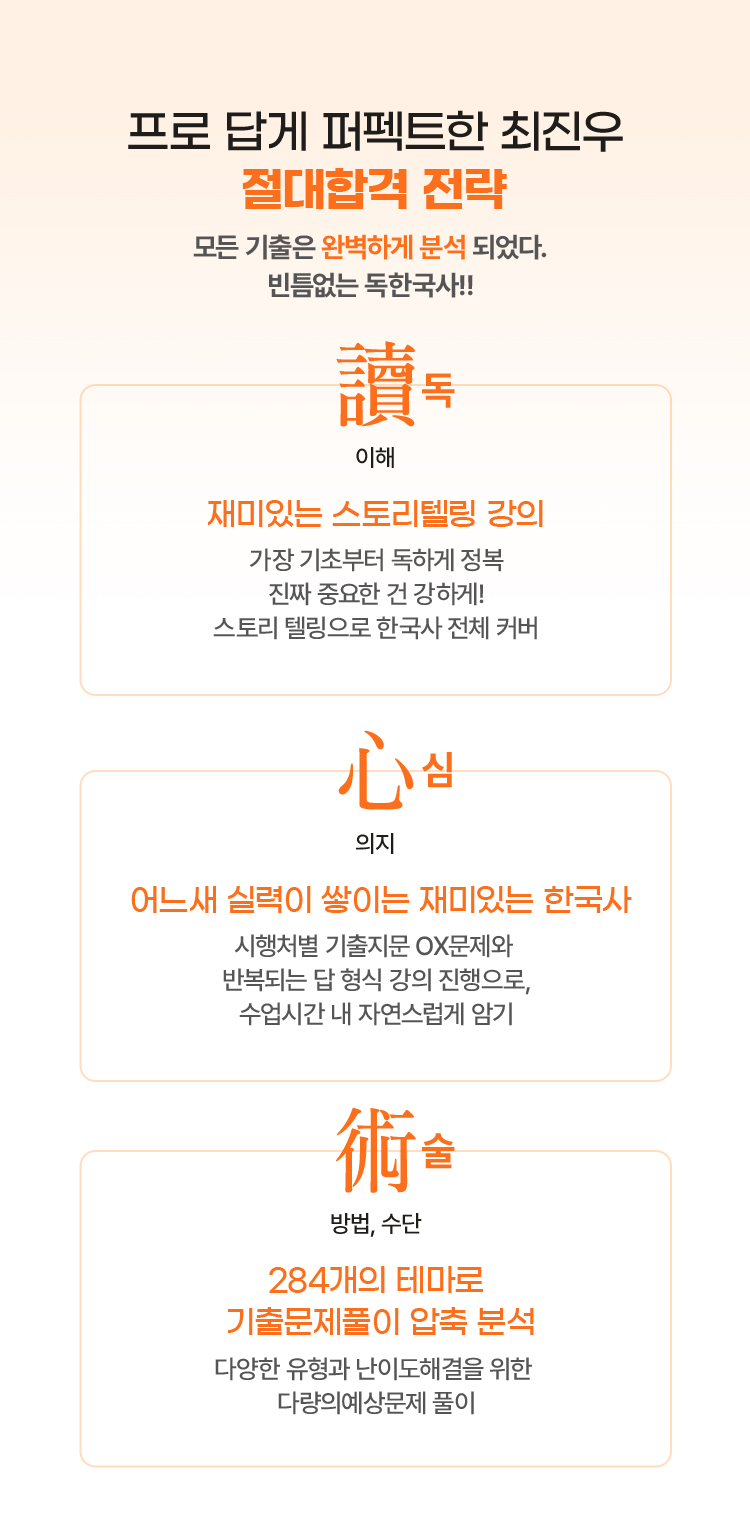 프로 답게 퍼펙트한 최진우
절대합격 전략
모든 기출은 완벽하게 분석 되었다.
빈틈없는 독한국사!!
讀 독
이해
재미있는 스토리텔링 강의
가장 기초부터 독하게 정복
진짜 중요한 건 강하게!
스토리 텔링으로 한국사 전체 커버
心 심
의지
어느새 실력이 쌓이는 재미있는 한국사
시행처별 기출지문 OX문제와
반복되는 답 형식 강의 진행으로,
수업시간 내 자연스럽게 암기
術 술
방법, 수단
284개의 테마로
기출문제풀이 압축 분석
다양한 유형과 난이도해결을 위한
다량의예상문제 풀이